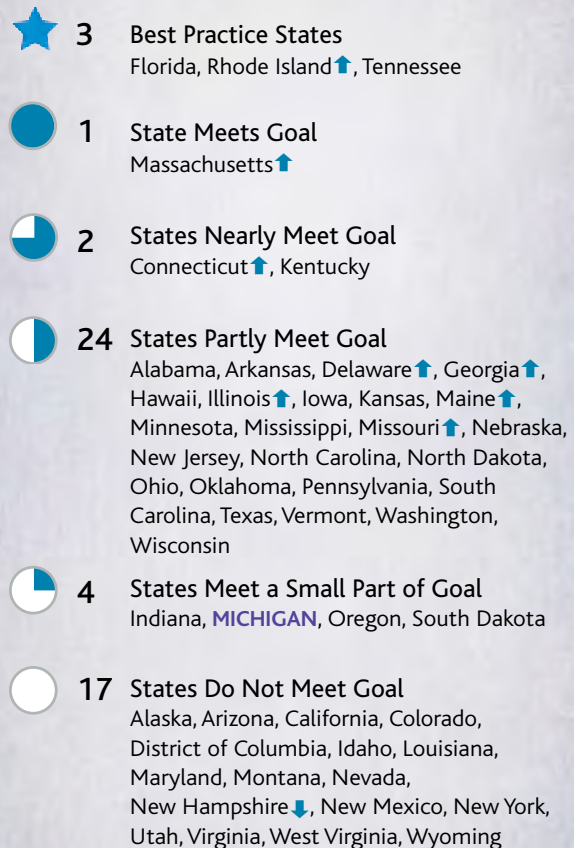 3 Best Practice States
Florida, Rhode Island⬆, Tennessee
1 State Meets Goal
Massachusetts⬆
2 States Nearly Meet Goal
Connecticut⬆, Kentucky
24 States Partly Meet Goal
Alabama, Arkansas, Delaware⬆, Georgia⬆,
Hawaii, Illinois⬆, Iowa, Kansas, Maine⬆,
Minnesota, Mississippi, Missouri⬆, Nebraska,
New Jersey, North Carolina, North Dakota,
Ohio, Oklahoma, Pennsylvania, South
Carolina, Texas, Vermont, Washington,
Wisconsin
4 States Meet a Small Part of Goal
Indiana, MICHIGAN, Oregon, South Dakota
17 States Do Not Meet Goal
Alaska, Arizona, California, Colorado,
District of Columbia, Idaho, Louisiana,
Maryland, Montana, Nevada,
New Hampshire⬇, New Mexico, New York,
Utah, Virginia, West Virginia, Wyoming